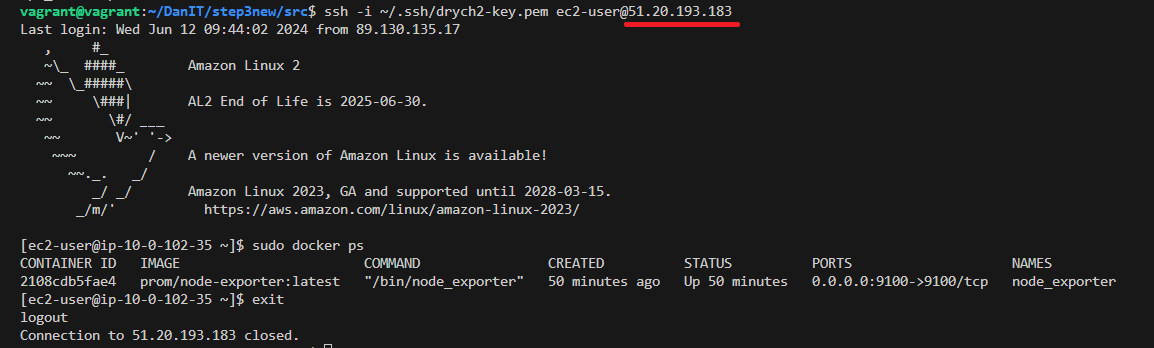 vagrant@vagrant:~/DanIT/step3new/src$ ssh -i ~/.ssh/drych2-key.pem ec2-user@51.20.193.183
Last login: Wed Jun 12 09:44:02 2024 from 89.130.135.17
   ,     #_
   ~\_  ####_        Amazon Linux 2
  ~~  \_#####\
  ~~     \###|       AL2 End of Life is 2025-06-30.
  ~~       \#/ ___
   ~~       V~' '->
    ~~~         /    A newer version of Amazon Linux is available!
      ~~._.   _/
         _/ _/       Amazon Linux 2023, GA and supported until 2028-03-15.
       _/m/'           https://aws.amazon.com/linux/amazon-linux-2023/
[ec2-user@ip-10-0-102-35 ~]$ sudo docker ps
CONTAINER ID   IMAGE                       COMMAND                CREATED          STATUS          PORTS                    NAMES
2108cdb5fae4   prom/node-exporter:latest   "/bin/node_exporter"   50 minutes ago   Up 50 minutes   0.0.0.0:9100->9100/tcp   node_exporter
[ec2-user@ip-10-0-102-35 ~]$ exit
logout
Connection to 51.20.193.183 closed.